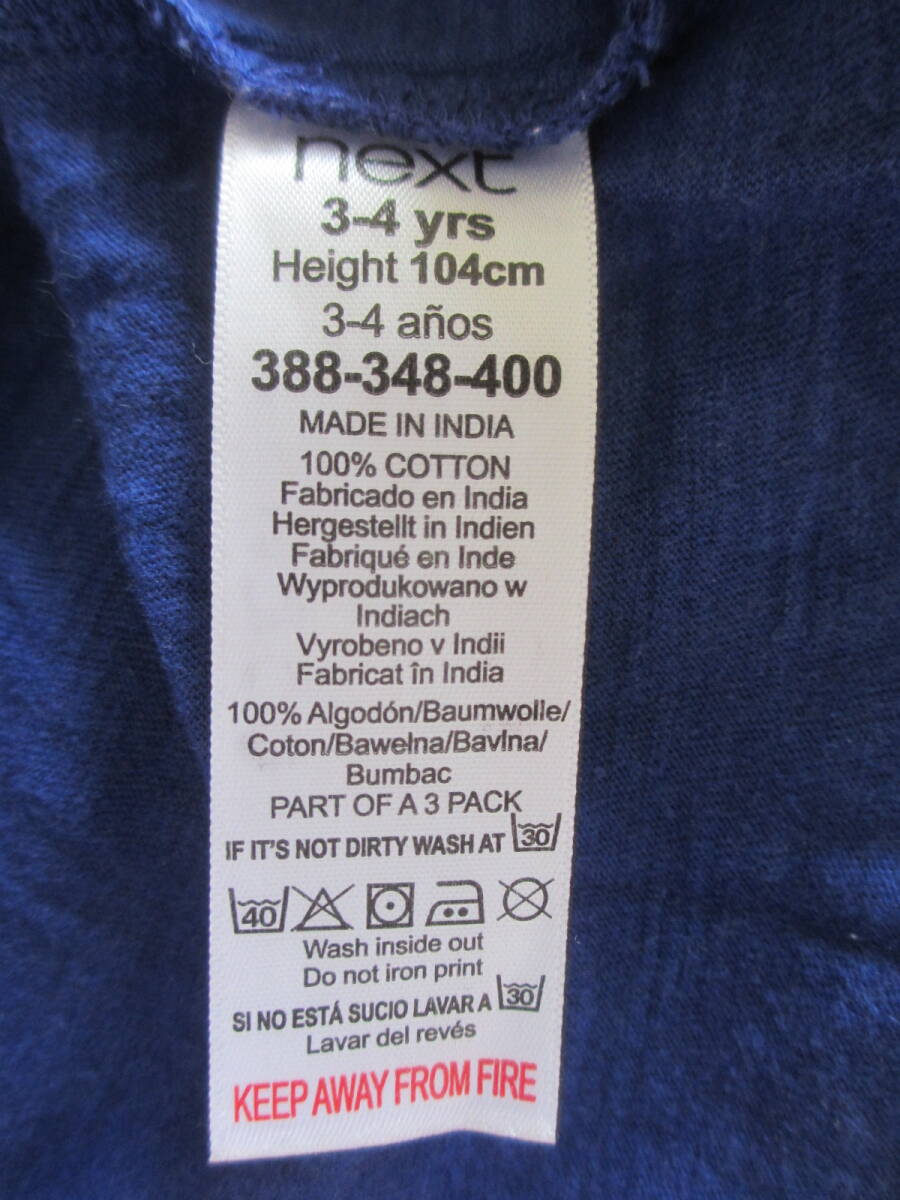 next
3-4 yrs
Height 104cm
3-4 años
388-348-400
MADE IN INDIA
100% COTTON
Fabricado en India
Hergestellt in Indien
Fabriqué en Inde
Wyprodukowano w
Indiach
Vyrobeno v Indii
Fabricat în India
100% Algodón/Baumwolle/
Coton/Bawełna/Bavlna/
Bumbac
PART OF A 3 PACK
IF IT'S NOT DIRTY WASH AT 30
40
Wash inside out
Do not iron print
SI NO ESTÁ SUCIO LAVAR A 30
Lavar del revés
KEEP AWAY FROM FIRE